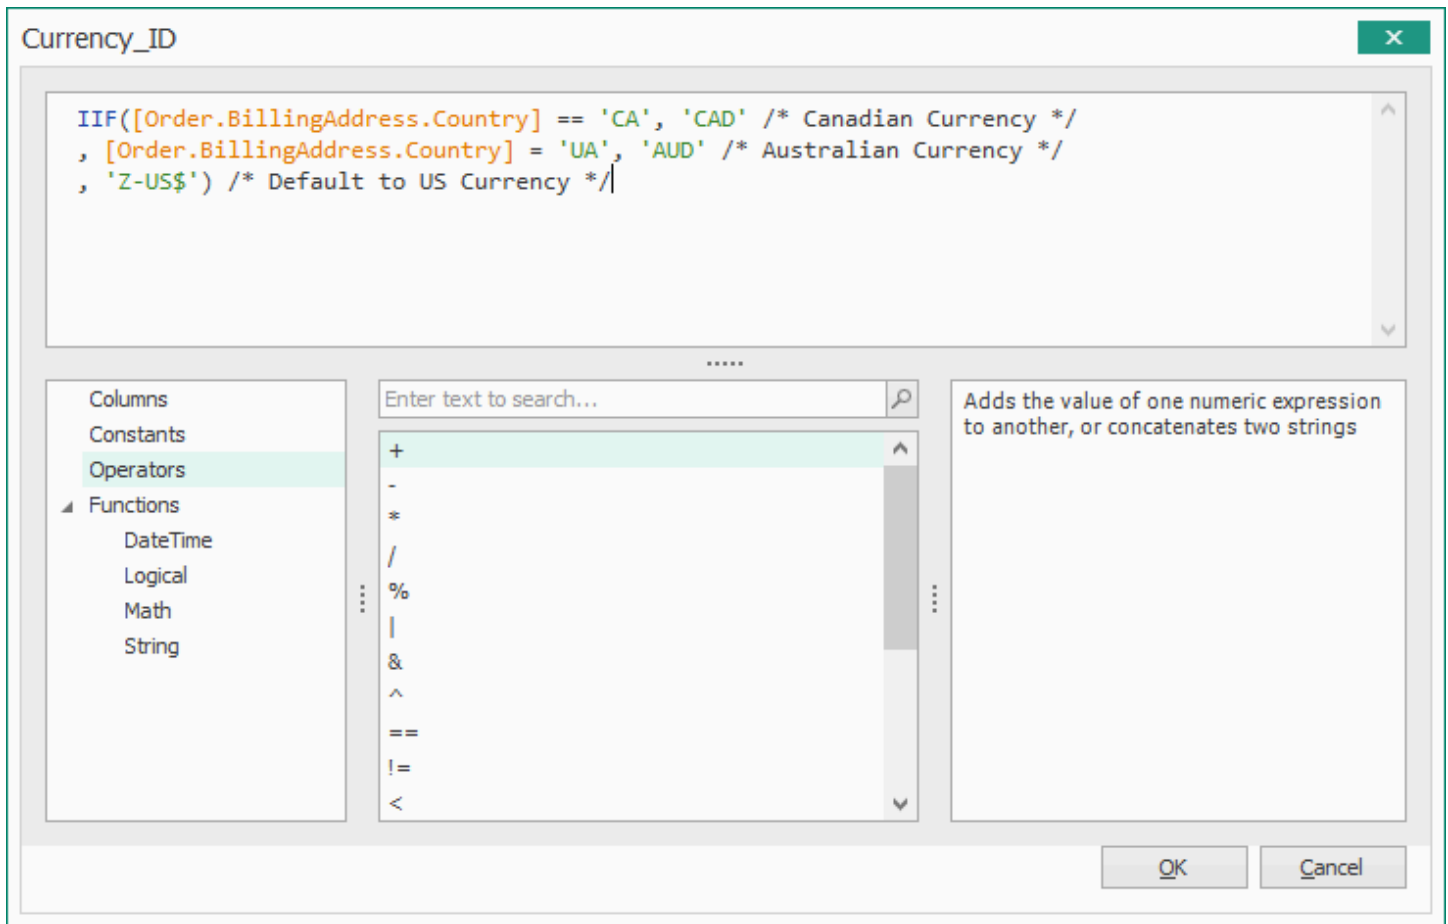 Currency_ID
IIF([Order.BillingAddress.Country] == 'CA', 'CAD' /* Canadian Currency */
, [Order.BillingAddress.Country] = 'UA', 'AUD' /* Australian Currency */
, 'Z-US$') /* Default to US Currency */
Columns
Constants
Operators
Functions
DateTime
Logical
Math
String
Enter text to search...
+
-
*
/
%
|
&
^
==
!=
<
Adds the value of one numeric expression
to another, or concatenates two strings
OK
Cancel